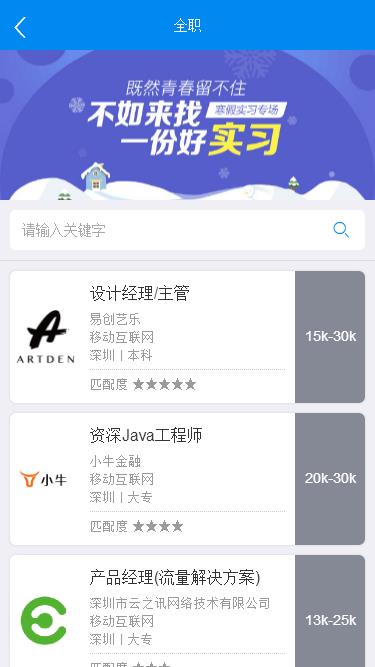 全职
既然青春留不住
不如来找
寒假实习专场
一份好实习
请输入关键字
设计经理/主管
易创艺乐
移动互联网
深圳 | 本科
匹配度 ★★★★★
15k-30k
ARTDEN
资深Java工程师
小牛金融
移动互联网
深圳 | 大专
匹配度 ★★★★
20k-30k
小牛
产品经理(流量解决方案)
深圳市云之讯网络技术有限公司
移动互联网
深圳 | 大专
匹配度 ★★★
13k-25k